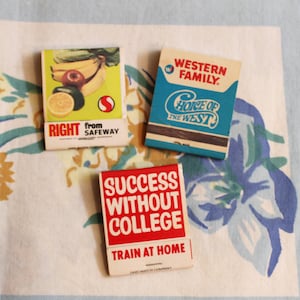 RIGHT from
SAFEWAY
WESTERN
FAMILY.
CHOICE OF
THE WEST
SUCCESS
WITHOUT
COLLEGE
TRAIN AT HOME